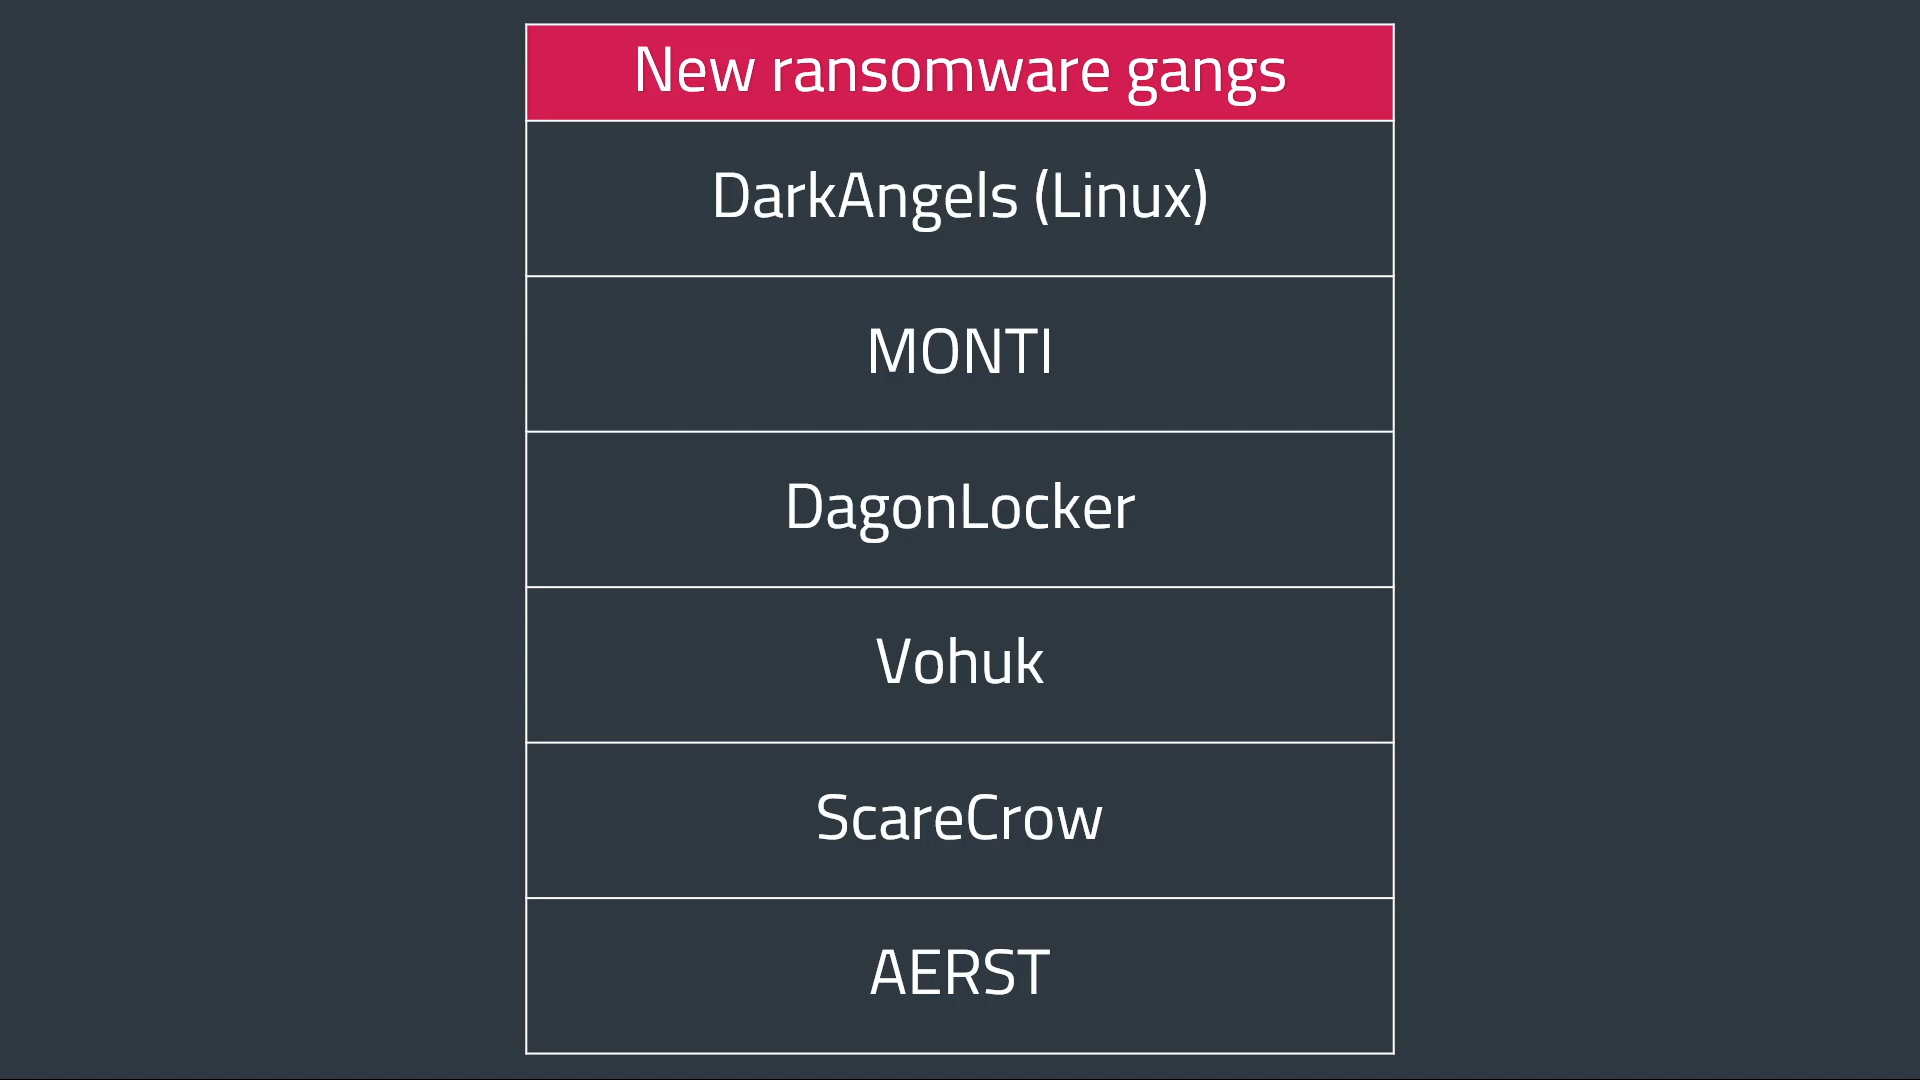 New ransomware gangs
DarkAngels (Linux)
MONTI
DagonLocker
Vohuk
ScareCrow
AERST